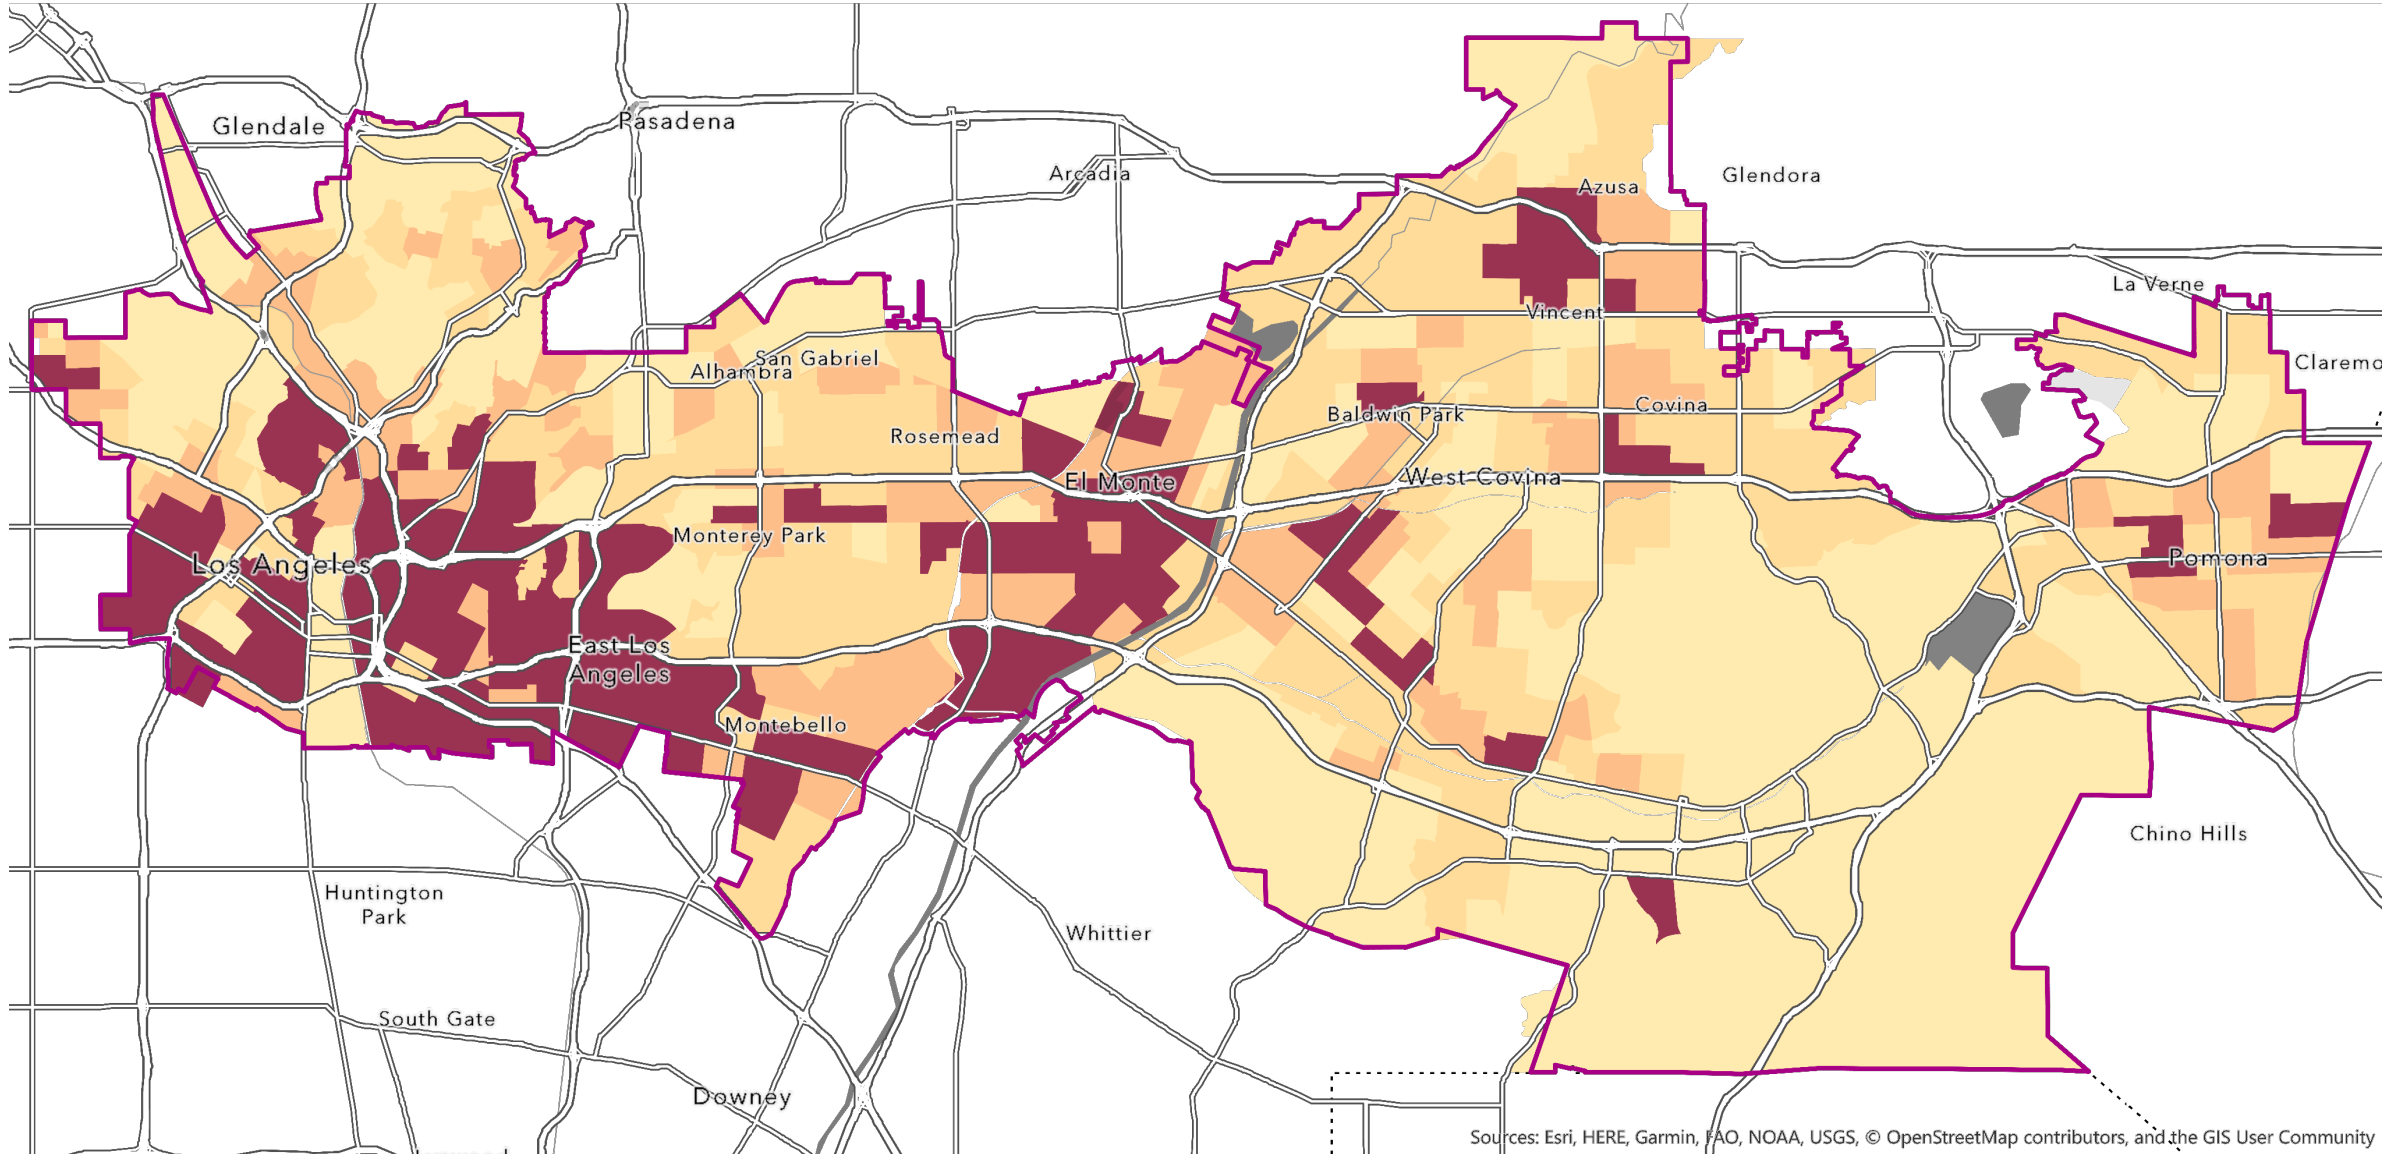 Glendale
Pasadena
Arcadia
Azusa
Glendora
La Verne
Vincent
San Gabriel
Alhambra
Claremo
Baldwin Park
Covina
Rosemead
El Monte
West Covina
Monterey Park
Los Angeles
Pomona
East Los
Angeles
Montebello
Chino Hills
Huntington
Park
Whittier
South Gate
Downey
Sources: Esri, HERE, Garmin, FAO, NOAA, USGS, © OpenStreetMap contributors, and the GIS User Community